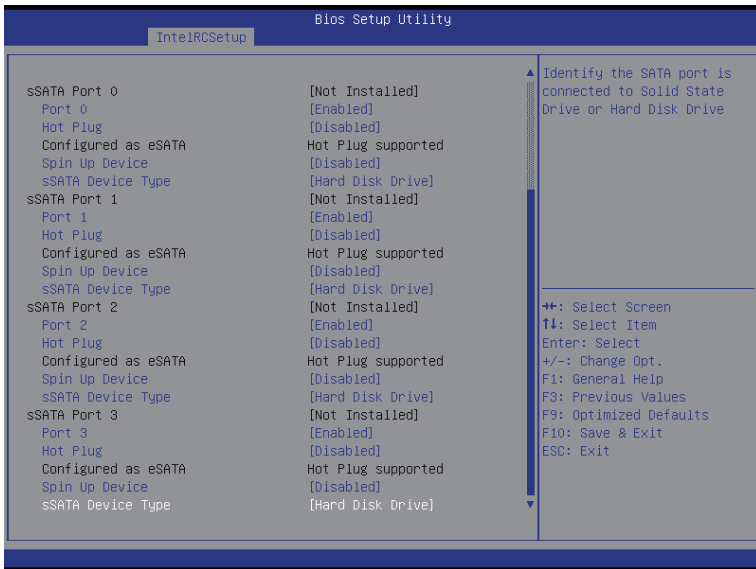 Bios Setup Utility
IntelRCSetup
sSATA Port 0 [Not Installed]
Port 0 [Enabled]
Hot Plug [Disabled]
Configured as eSATA Hot Plug supported
Spin Up Device [Disabled]
sSATA Device Type [Hard Disk Drive]
sSATA Port 1 [Not Installed]
Port 1 [Enabled]
Hot Plug [Disabled]
Configured as eSATA Hot Plug supported
Spin Up Device [Disabled]
sSATA Device Type [Hard Disk Drive]
sSATA Port 2 [Not Installed]
Port 2 [Enabled]
Hot Plug [Disabled]
Configured as eSATA Hot Plug supported
Spin Up Device [Disabled]
sSATA Device Type [Hard Disk Drive]
sSATA Port 3 [Not Installed]
Port 3 [Enabled]
Hot Plug [Disabled]
Configured as eSATA Hot Plug supported
Spin Up Device [Disabled]
sSATA Device Type [Hard Disk Drive]
Identify the SATA port is
connected to Solid State
Drive or Hard Disk Drive
→←: Select Screen
↑↓: Select Item
Enter: Select
+/-: Change Opt.
F1: General Help
F3: Previous Values
F9: Optimized Defaults
F10: Save & Exit
ESC: Exit